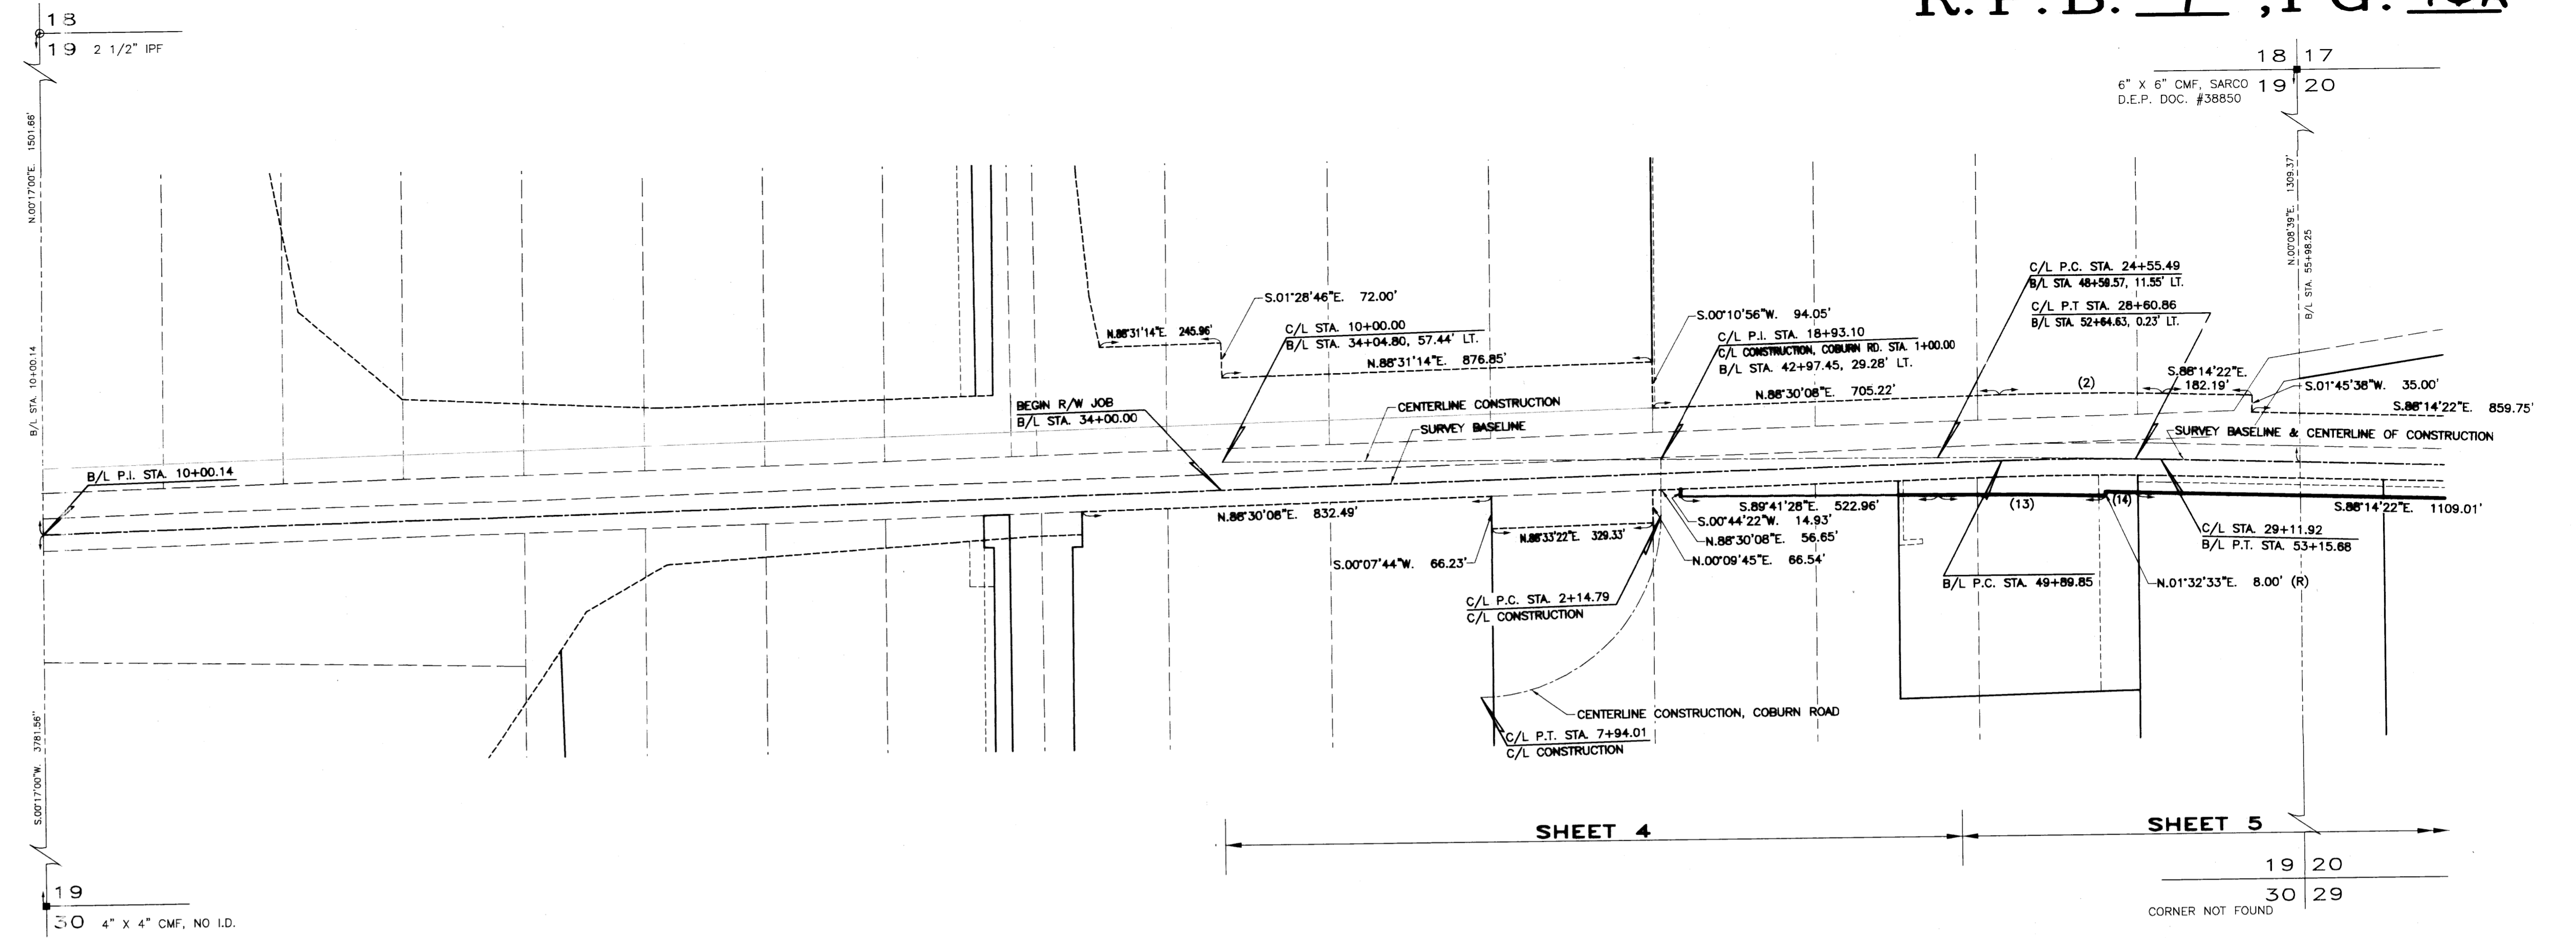 R.P.B. , PG.
18
19 2 1/2" IPF
N.00°17'00"E. 1501.66'
B/L STA. 10+00.14
B/L P.I. STA. 10+00.14
S.00°17'00"W. 3781.56"
19
30 4" X 4" CMF, NO I.D.
18 17
19 20
6" X 6" CMF, SARCO
D.E.P. DOC. #38850
N.00°08'39"E. 1309.37'
B/L STA. 55+98.25
BEGIN R/W JOB
B/L STA. 34+00.00
N.88°31'14"E. 245.96'
S.01°28'46"E. 72.00'
C/L STA. 10+00.00
B/L STA. 34+04.80, 57.44' LT.
N.88°31'14"E. 876.85'
CENTERLINE CONSTRUCTION
SURVEY BASELINE
S.00°10'56"W. 94.05'
C/L P.I. STA. 18+93.10
C/L CONSTRUCTION, COBURN RD. STA. 1+00.00
B/L STA. 42+97.45, 29.28' LT.
N.88°30'08"E. 705.22'
C/L P.C. STA. 24+55.49
B/L STA. 48+59.57, 11.55' LT.
C/L P.T STA. 28+60.86
B/L STA. 52+64.63, 0.23' LT.
(2)
S.88°14'22"E.
182.19'
S.01°45'38"W. 35.00'
S.88°14'22"E. 859.75'
SURVEY BASELINE & CENTERLINE OF CONSTRUCTION
N.88°30'08"E. 832.49'
S.00°07'44"W. 66.23'
N.88°33'22"E. 329.33'
S.89°41'28"E. 522.96'
S.00°44'22"W. 14.93'
N.88°30'08"E. 56.65'
N.00°09'45"E. 66.54'
(13)
(14)
S.88°14'22"E. 1109.01'
C/L STA. 29+11.92
B/L P.T. STA. 53+15.68
B/L P.C. STA. 49+89.85
N.01°32'33"E. 8.00' (R)
C/L P.C. STA. 2+14.79
C/L CONSTRUCTION
CENTERLINE CONSTRUCTION, COBURN ROAD
C/L P.T. STA. 7+94.01
C/L CONSTRUCTION
SHEET 4
SHEET 5
19 20
30 29
CORNER NOT FOUND